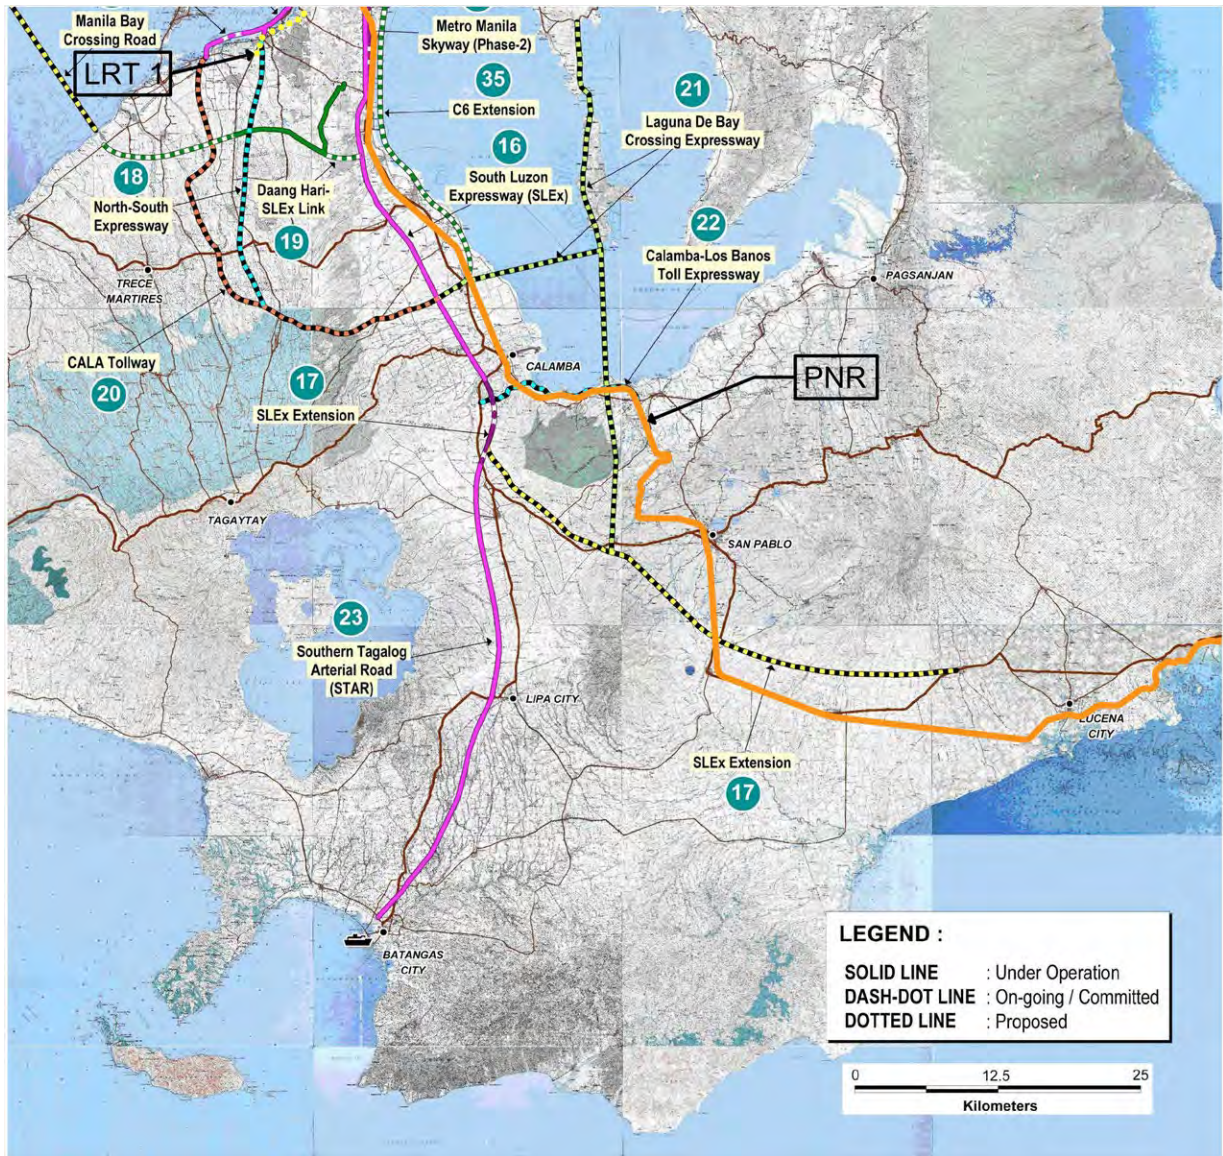 Manila Bay
Crossing Road
LRT 1
Metro Manila
Skyway (Phase-2)
35
C6 Extension
21
Laguna De Bay
Crossing Expressway
16
South Luzon
Expressway (SLEx)
18
North-South
Expressway
Daang Hari-
SLEx Link
19
22
Calamba-Los Banos
Toll Expressway
TRECE
MARTIRES
PAGSANJAN
CALA Tollway
20
17
SLEx Extension
CALAMBA
PNR
TAGAYTAY
SAN PABLO
23
Southern Tagalog
Arterial Road
(STAR)
LIPA CITY
LUCENA
CITY
SLEx Extension
17
BATANGAS
CITY
LEGEND :
SOLID LINE : Under Operation
DASH-DOT LINE : On-going / Committed
DOTTED LINE : Proposed
0 12.5 25
Kilometers